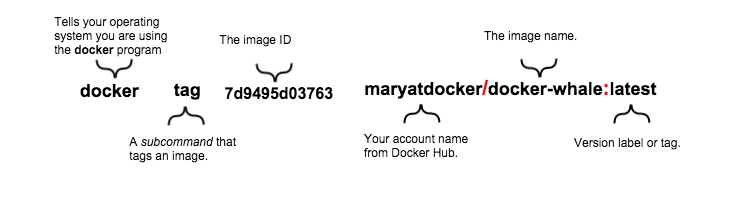 Tells your operating
system you are using
the docker program
The image ID
The image name.
docker tag 7d9495d03763 maryatdocker/docker-whale:latest
A subcommand that
tags an image.
Your account name
from Docker Hub.
Version label or tag.